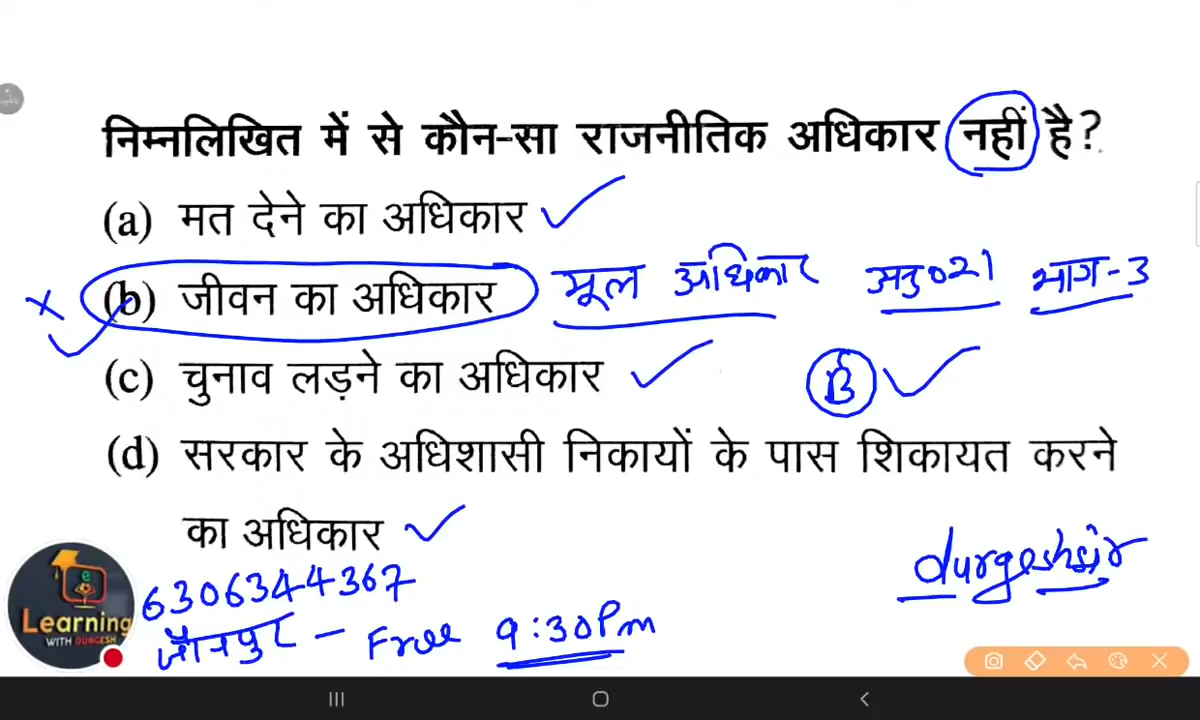 निम्नलिखित में से कौन-सा राजनीतिक अधिकार नहीं है?
(a) मत देने का अधिकार
(b) जीवन का अधिकार मूल अधिकार अनु०21 भाग-3
(c) चुनाव लड़ने का अधिकार B
(d) सरकार के अधिशासी निकायों के पास शिकायत करने
का अधिकार
durgeshsir
6306344367
जौनपुर - Free 9:30Pm
e
Learning
WITH DURGESH